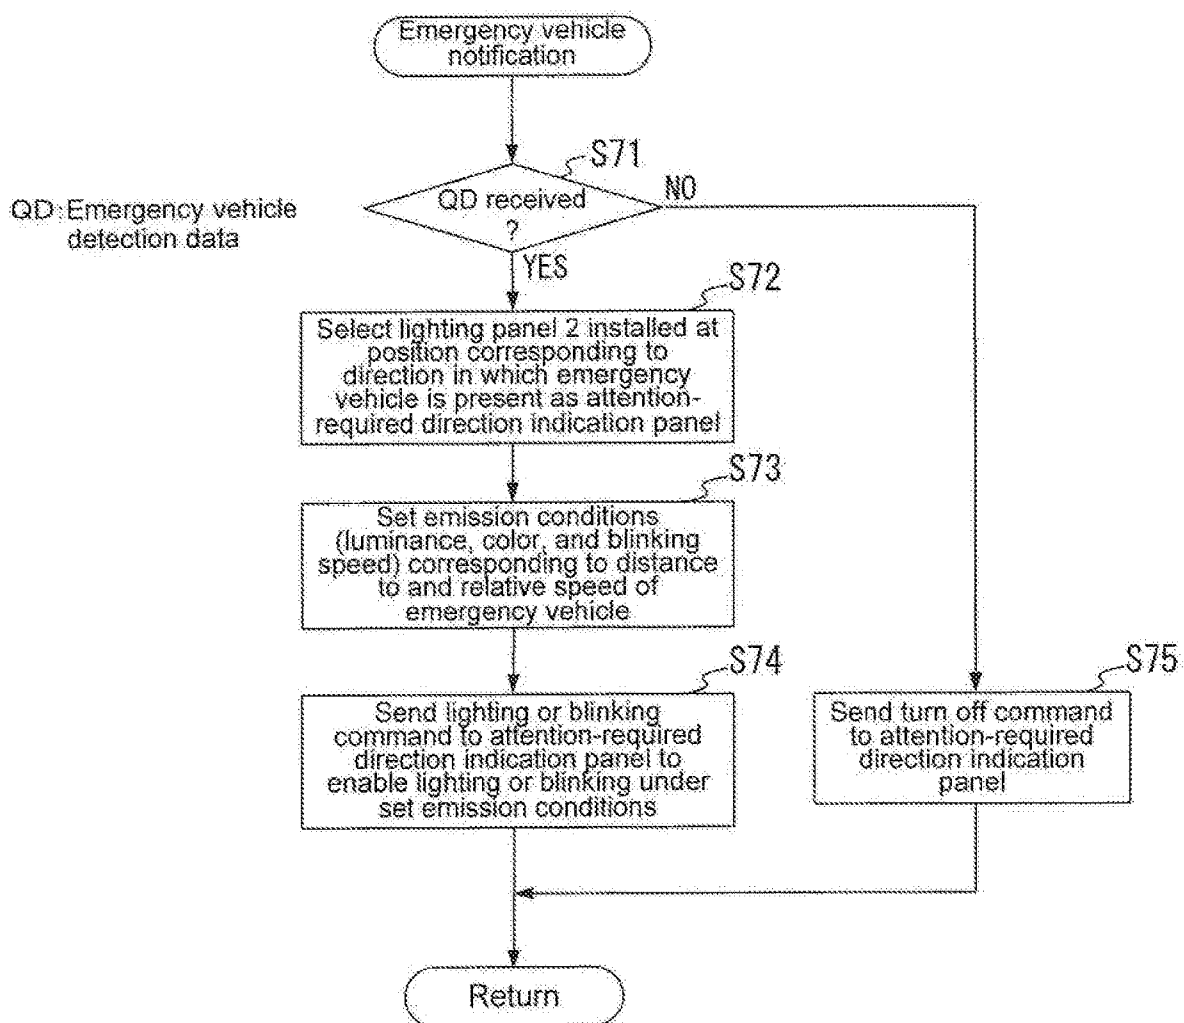 Emergency vehicle
notification
S71
QD received
?
NO
QD:Emergency vehicle
detection data
YES
S72
Select lighting panel 2 installed at
position corresponding to
direction in which emergency
vehicle is present as attention-
required direction indication panel
S73
Set emission conditions
(luminance, color, and blinking
speed) corresponding to distance
to and relative speed of
emergency vehicle
S74
Send lighting or blinking
command to attention-required
direction indication panel to
enable lighting or blinking under
set emission conditions
S75
Send turn off command
to attention-required
direction indication
panel
Return